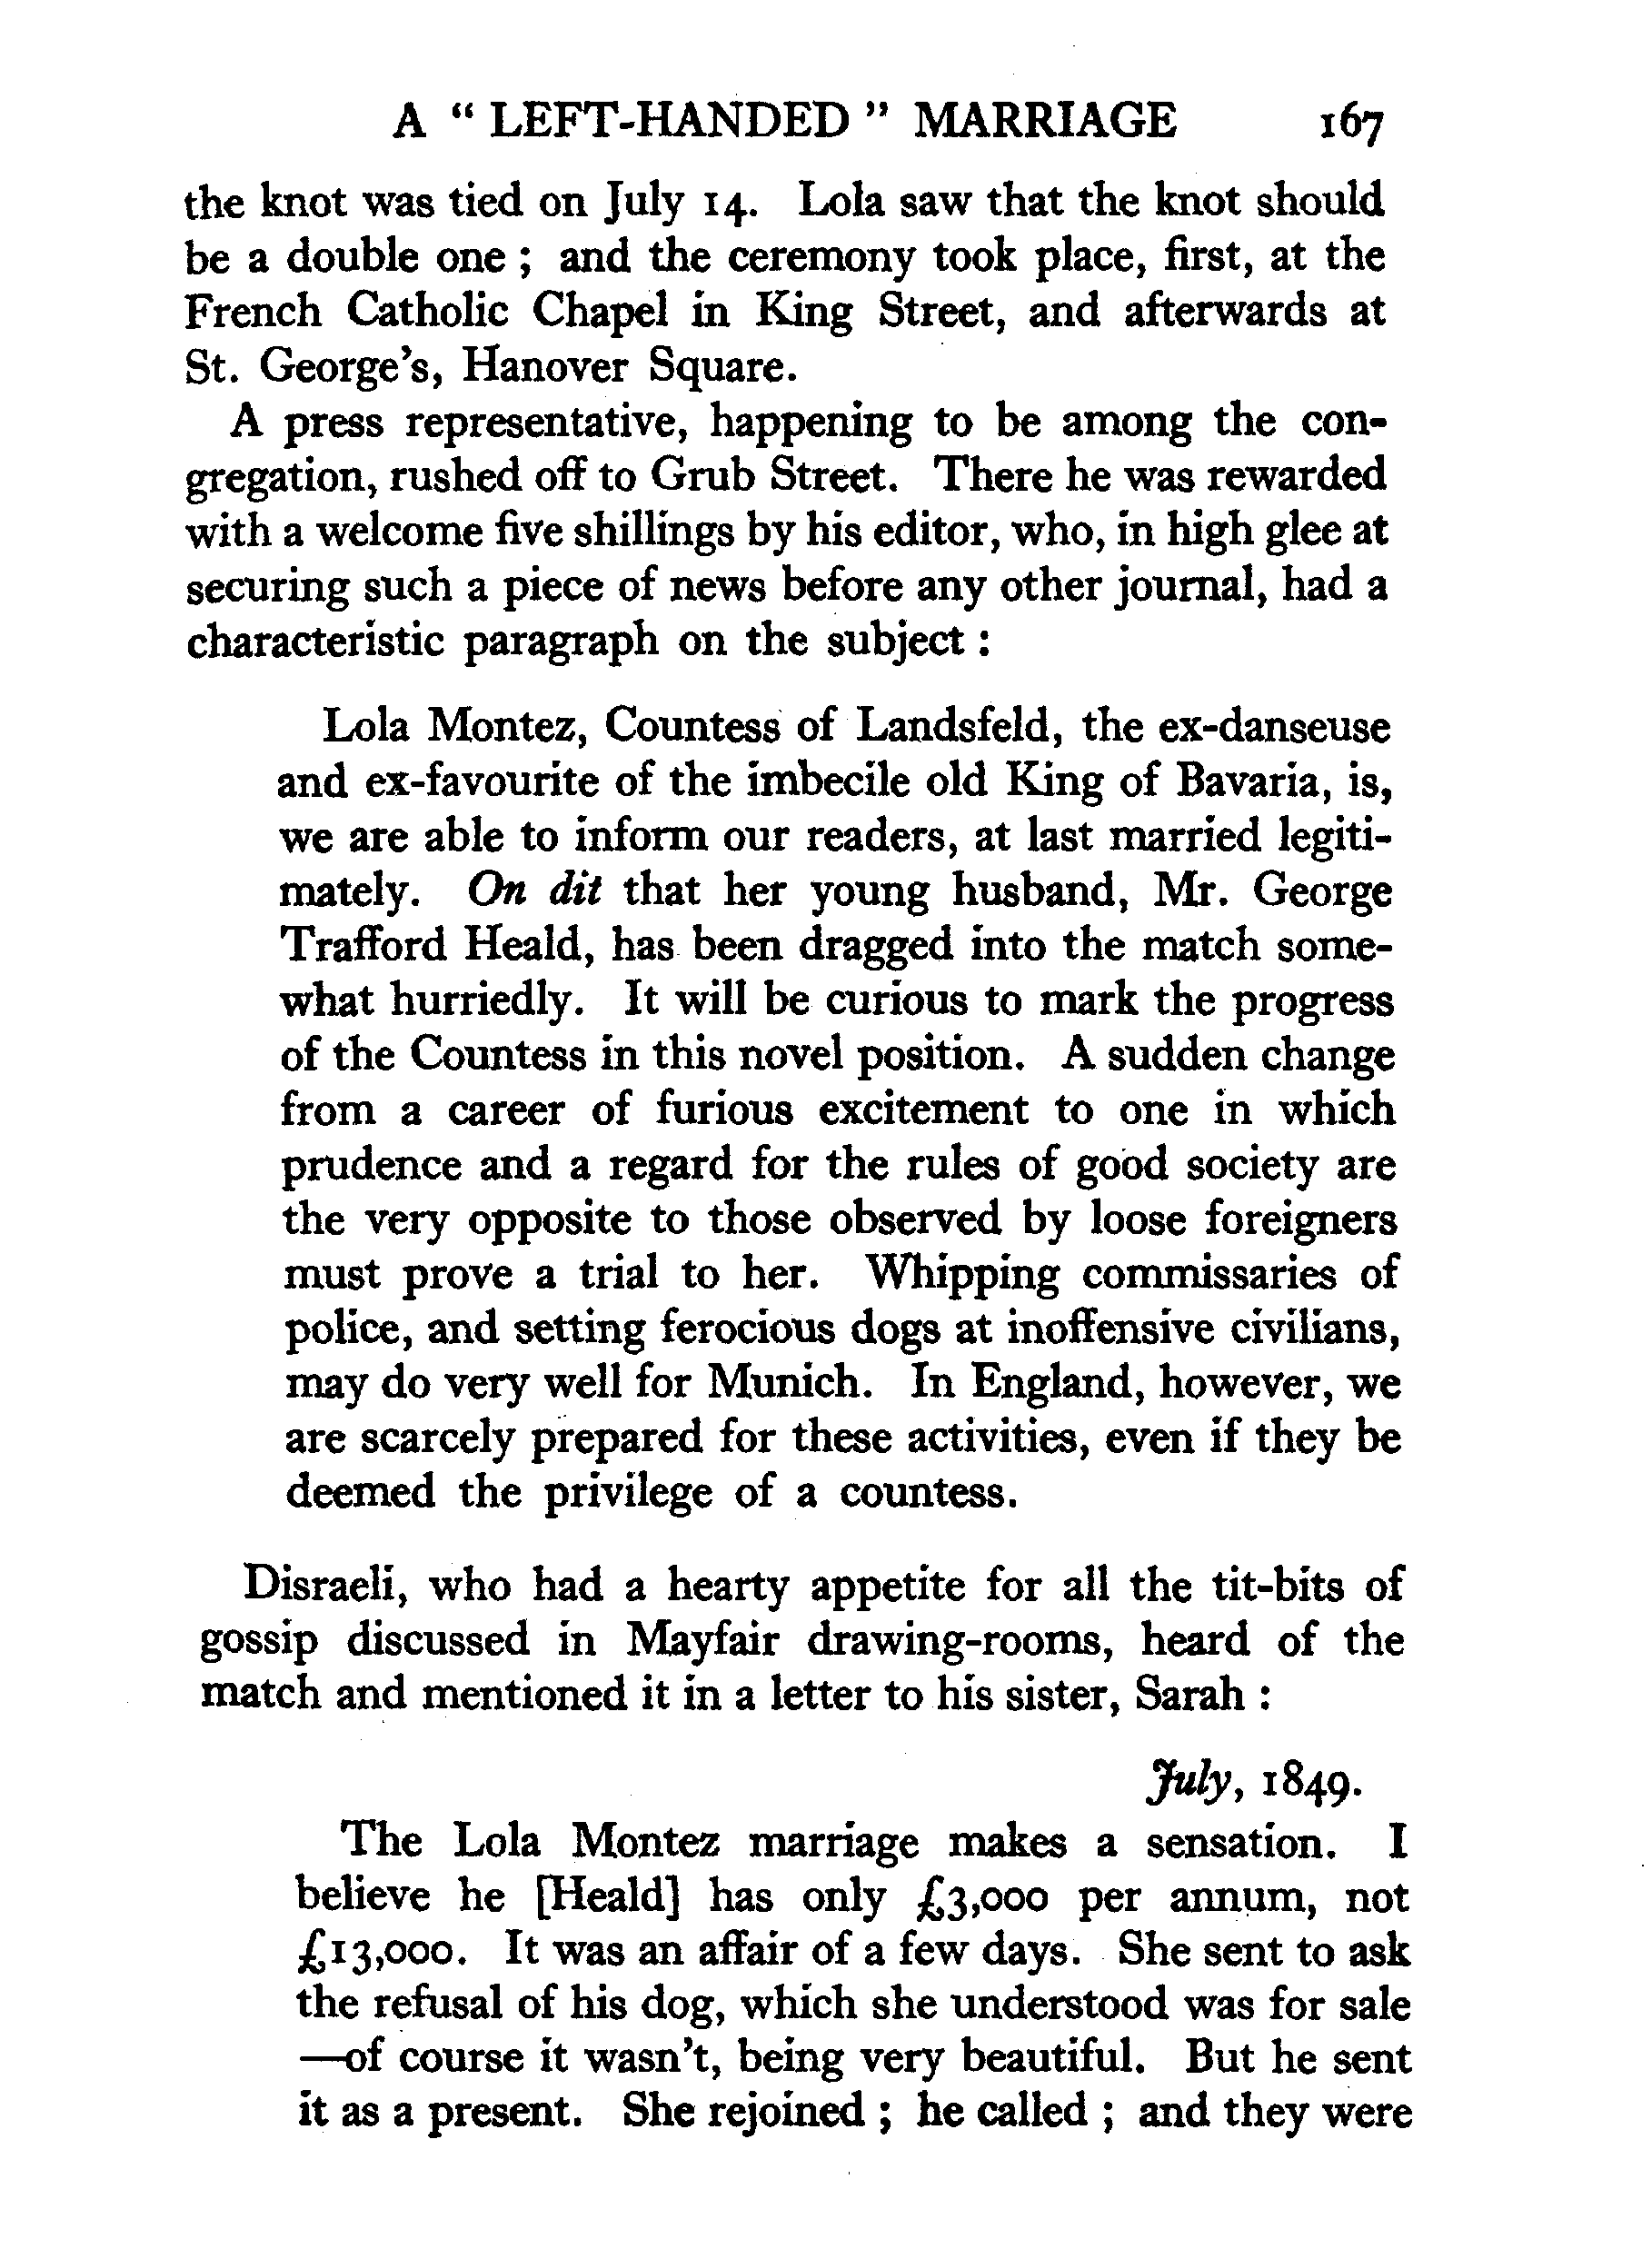 A “ LEFT-HANDED ” MARRIAGE 167
the knot was tied on July 14. Lola saw that the knot should
be a double one ; and the ceremony took place, first, at the
French Catholic Chapel in King Street, and afterwards at
St. George's, Hanover Square.
A press representative, happening to be among the con-
gregation, rushed off to Grub Street. There he was rewarded
with a welcome five shillings by his editor, who, in high glee at
securing such a piece of news before any other journal, had a
characteristic paragraph on the subject :
Lola Montez, Countess of Landsfeld, the ex-danseuse
and ex-favourite of the imbecile old King of Bavaria, is,
we are able to inform our readers, at last married legiti-
mately. On dit that her young husband, Mr. George
Trafford Heald, has been dragged into the match some-
what hurriedly. It will be curious to mark the progress
of the Countess in this novel position. A sudden change
from a career of furious excitement to one in which
prudence and a regard for the rules of good society are
the very opposite to those observed by loose foreigners
must prove a trial to her. Whipping commissaries of
police, and setting ferocious dogs at inoffensive civilians,
may do very well for Munich. In England, however, we
are scarcely prepared for these activities, even if they be
deemed the privilege of a countess.
Disraeli, who had a hearty appetite for all the tit-bits of
gossip discussed in Mayfair drawing-rooms, heard of the
match and mentioned it in a letter to his sister, Sarah :
July, 1849.
The Lola Montez marriage makes a sensation. I
believe he [Heald] has only £3,000 per annum, not
£13,000. It was an affair of a few days. She sent to ask
the refusal of his dog, which she understood was for sale
—of course it wasn't, being very beautiful. But he sent
it as a present. She rejoined ; he called ; and they were